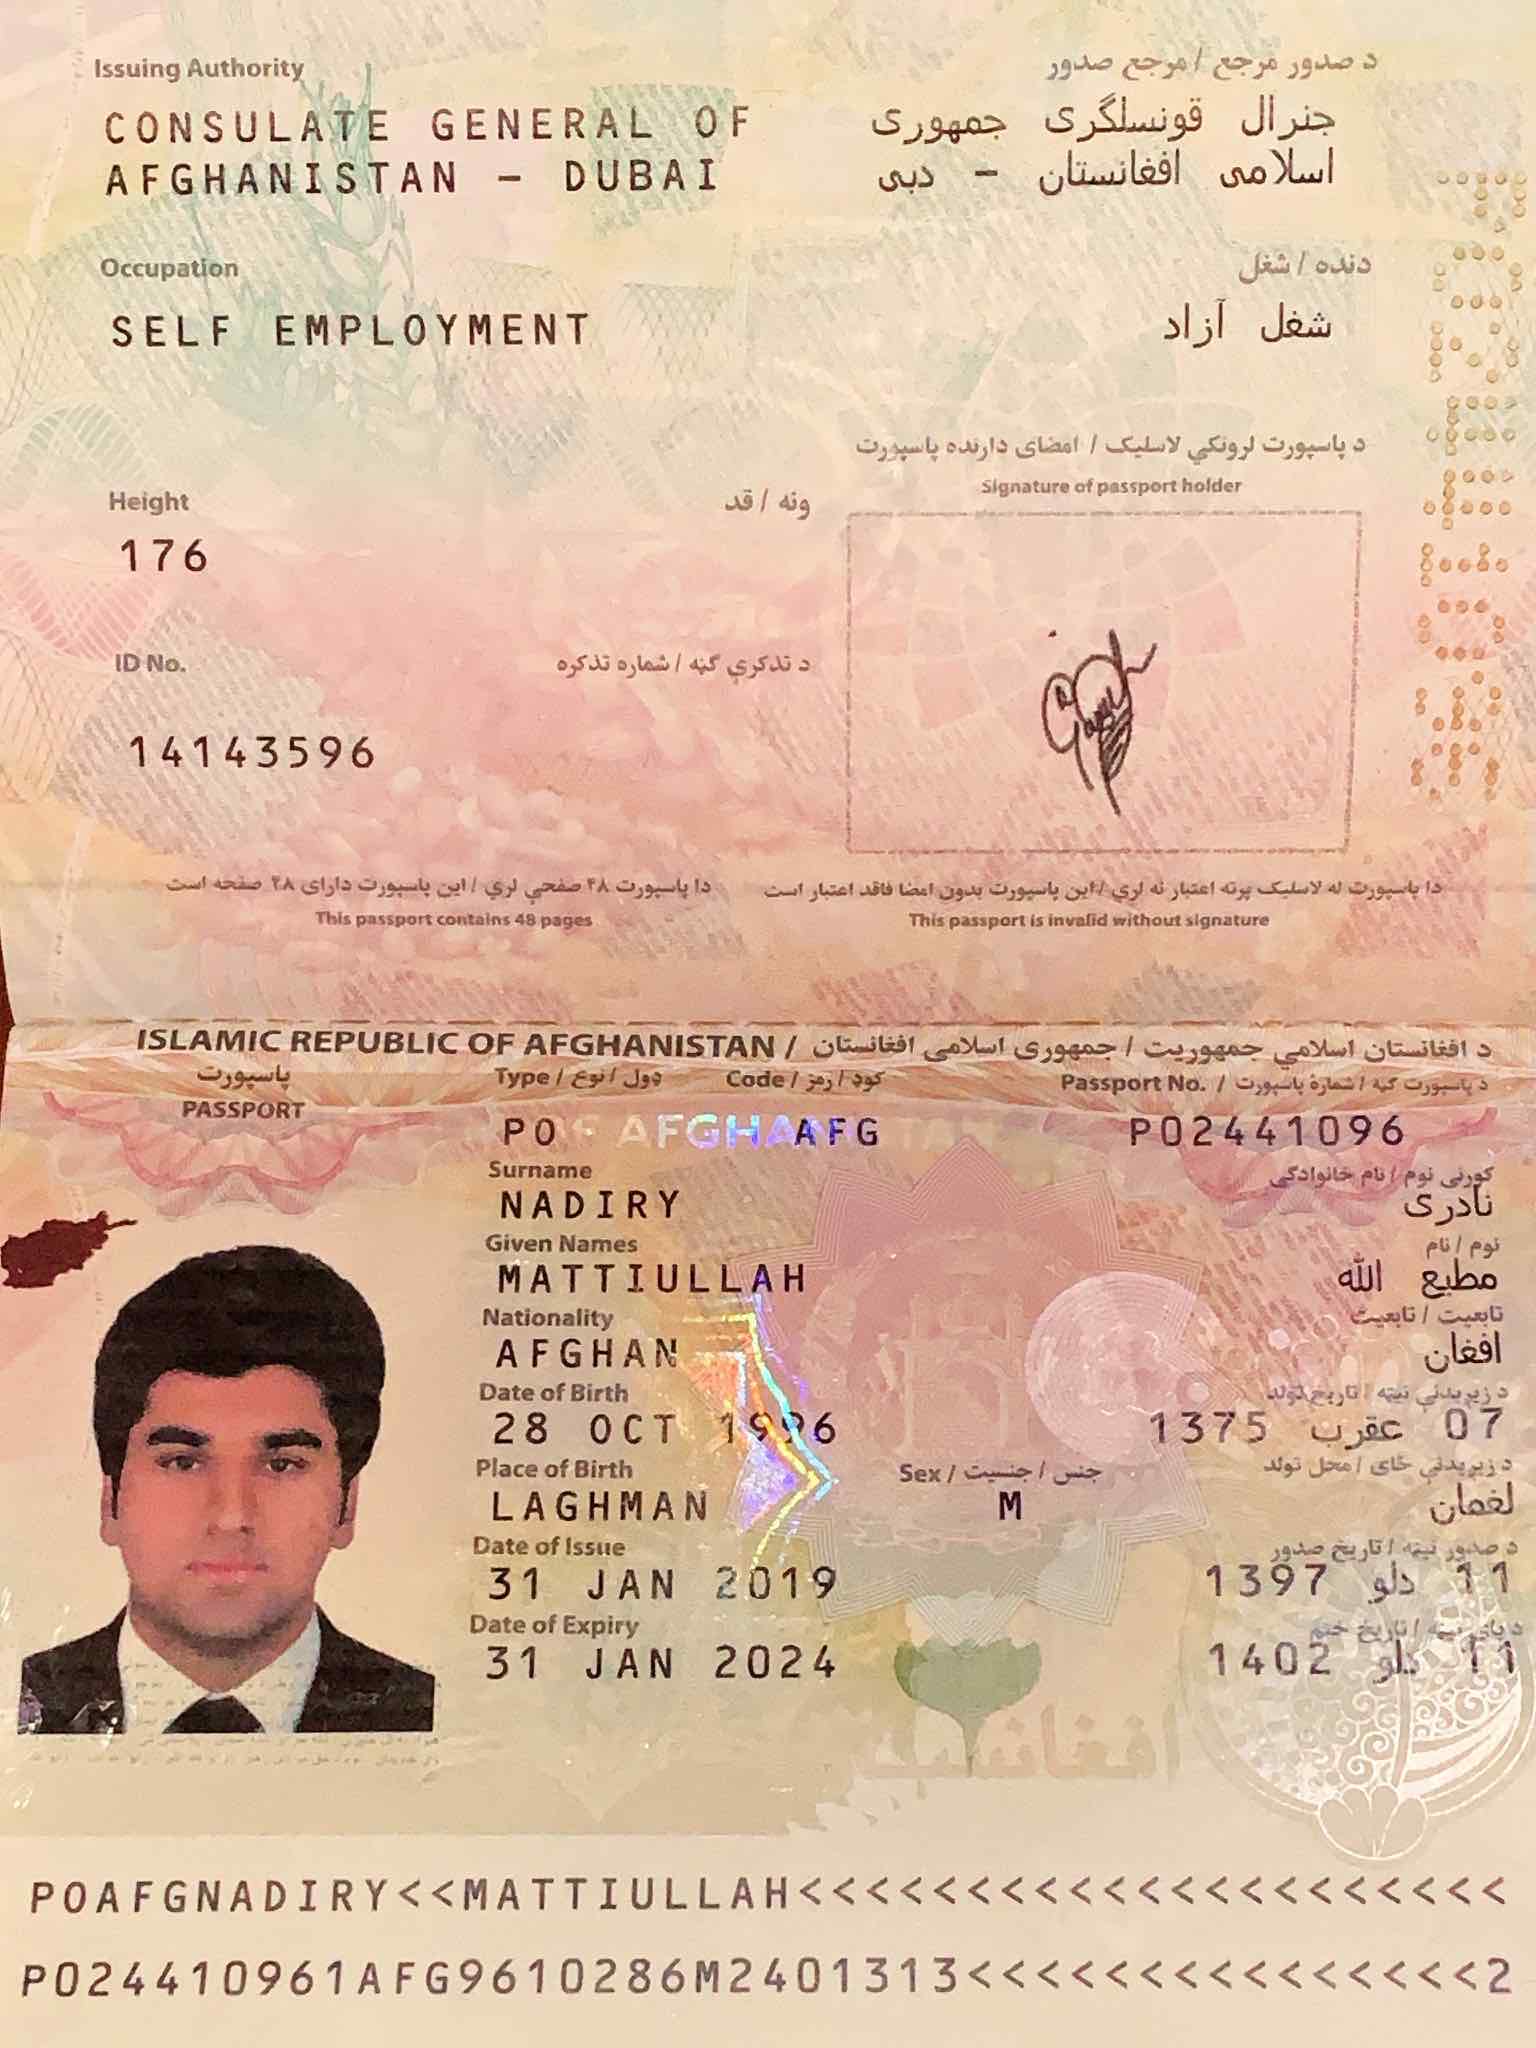 Issuing Authority
د صدور مرجع / مرجع صدور
CONSULATE GENERAL OF
AFGHANISTAN – DUBAI
جنرال قونسلگری جمهوری
اسلامی افغانستان – دبی
Occupation
دنده / شغل
SELF EMPLOYMENT
شغل آزاد
د پاسپورت لرونکي لاسلیک / امضای دارنده پاسپورت
Signature of passport holder
Height
ونه / قد
176
ID No.
د تذکرې ګڼه / شماره تذکره
14143596
دا پاسپورت ۴۸ صفحې لري / این پاسپورت دارای ۴۸ صفحه است
This passport contains 48 pages
دا پاسپورت له لاسلیک پرته اعتبار نه لري / این پاسپورت بدون امضا فاقد اعتبار است
This passport is invalid without signature
ISLAMIC REPUBLIC OF AFGHANISTAN / د افغانستان اسلامي جمهوریت / جمهوری اسلامی افغانستان
پاسپورت
PASSPORT
Type / ډول / نوع
Code / کوډ / رمز
Passport No. / د پاسپورت ګڼه / شمارهٔ پاسپورت
PO
AFG
P02441096
Surname
کورنی نوم / نام خانوادگی
NADIRY
نادری
Given Names
نوم / نام
MATTIULLAH
مطیع الله
Nationality
تابعیت / تابعیت
AFGHAN
افغان
Date of Birth
د زیږیدنې نېټه / تاریخ تولد
28 OCT 1996
07 عقرب 1375
Place of Birth
Sex / جنس / جنسیت
د زیږیدنې ځای / محل تولد
LAGHMAN
M
لغمان
Date of Issue
د صدور نېټه / تاریخ صدور
31 JAN 2019
11 دلو 1397
Date of Expiry
31 JAN 2024
11 دلو 1402
افغانستان
POAFGNADIRY<<MATTIULLAH<<<<<<<<<<<<<<<<<<<<<
P024410961AFG9610286M2401313<<<<<<<<<<<<<<<2